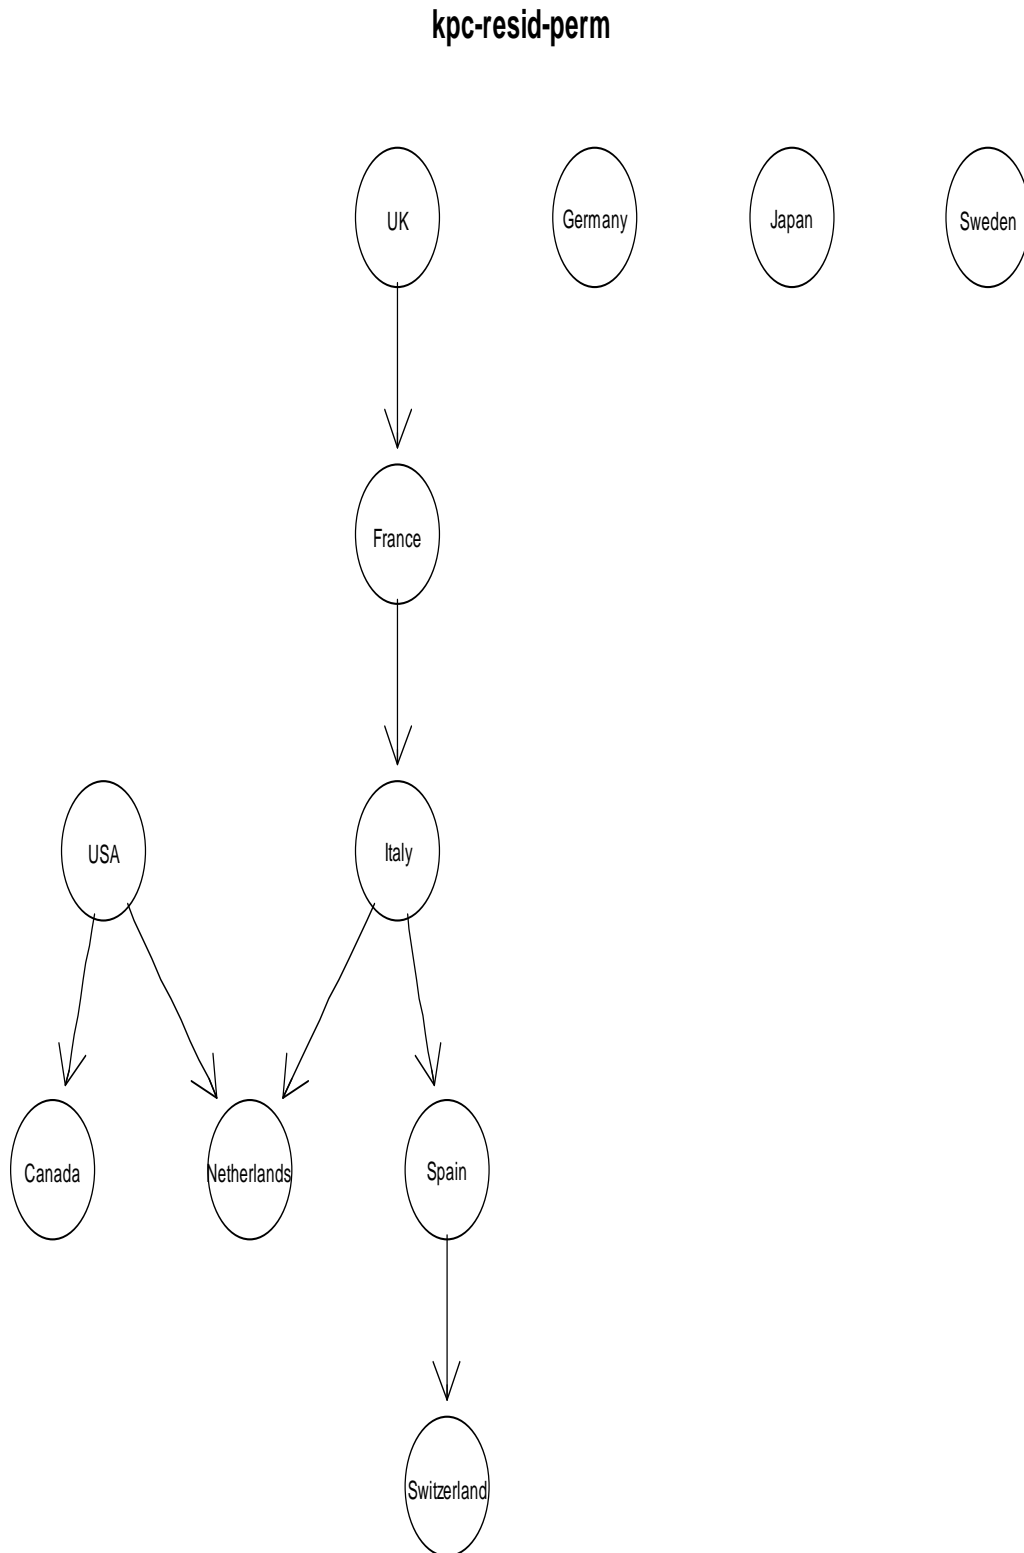 kpc-resid-perm
UK
Germany
Japan
Sweden
France
USA
Italy
Canada
Netherlands
Spain
Switzerland